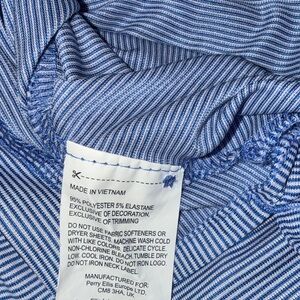 MADE IN VIETNAM
95% POLYESTER 5% ELASTANE
EXCLUSIVE OF DECORATION.
EXCLUSIVE OF TRIMMING
DO NOT USE FABRIC SOFTENERS OR
DRYER SHEETS. MACHINE WASH COLD
WITH LIKE COLORS. DELICATE CYCLE.
NON-CHLORINE BLEACH. TUMBLE DRY
LOW. COOL IRON. DO NOT IRON LOGO.
DO NOT IRON NECK LABEL.
MANUFACTURED FOR:
Perry Ellis Europe Ltd,
CM8 3HA, UK